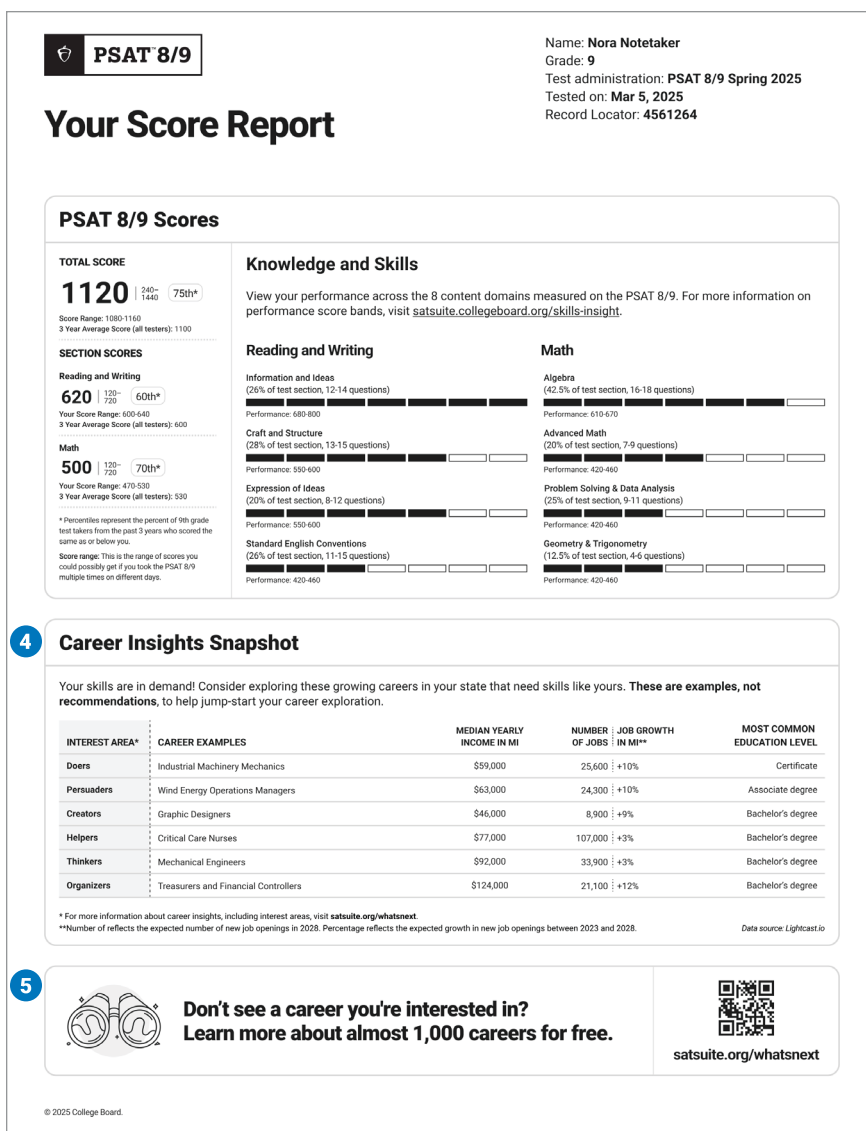 PSAT™ 8/9
Name: Nora Notetaker
Grade: 9
Test administration: PSAT 8/9 Spring 2025
Tested on: Mar 5, 2025
Record Locator: 4561264
Your Score Report
PSAT 8/9 Scores
TOTAL SCORE
1120 | 240–1440 75th*
Score Range: 1080-1160
3 Year Average Score (all testers): 1100
SECTION SCORES
Reading and Writing
620 | 120–720 60th*
Your Score Range: 600-640
3 Year Average Score (all testers): 600
Math
500 | 120–720 70th*
Your Score Range: 470-530
3 Year Average Score (all testers): 530
* Percentiles represent the percent of 9th grade
test takers from the past 3 years who scored the
same as or below you.
Score range: This is the range of scores you
could possibly get if you took the PSAT 8/9
multiple times on different days.
Knowledge and Skills
View your performance across the 8 content domains measured on the PSAT 8/9. For more information on
performance score bands, visit satsuite.collegeboard.org/skills-insight.
Reading and Writing
Information and Ideas
(26% of test section, 12-14 questions)
Performance: 680-800
Craft and Structure
(28% of test section, 13-15 questions)
Performance: 550-600
Expression of Ideas
(20% of test section, 8-12 questions)
Performance: 550-600
Standard English Conventions
(26% of test section, 11-15 questions)
Performance: 420-460
Math
Algebra
(42.5% of test section, 16-18 questions)
Performance: 610-670
Advanced Math
(20% of test section, 7-9 questions)
Performance: 420-460
Problem Solving & Data Analysis
(25% of test section, 9-11 questions)
Performance: 420-460
Geometry & Trigonometry
(12.5% of test section, 4-6 questions)
Performance: 420-460
4
Career Insights Snapshot
Your skills are in demand! Consider exploring these growing careers in your state that need skills like yours. These are examples, not
recommendations, to help jump-start your career exploration.
INTEREST AREA* CAREER EXAMPLES MEDIAN YEARLY INCOME IN MI NUMBER OF JOBS JOB GROWTH IN MI** MOST COMMON EDUCATION LEVEL
Doers Industrial Machinery Mechanics $59,000 25,600 +10% Certificate
Persuaders Wind Energy Operations Managers $63,000 24,300 +10% Associate degree
Creators Graphic Designers $46,000 8,900 +9% Bachelor's degree
Helpers Critical Care Nurses $77,000 107,000 +3% Bachelor's degree
Thinkers Mechanical Engineers $92,000 33,900 +3% Bachelor's degree
Organizers Treasurers and Financial Controllers $124,000 21,100 +12% Bachelor's degree
* For more information about career insights, including interest areas, visit satsuite.org/whatsnext.
**Number of reflects the expected number of new job openings in 2028. Percentage reflects the expected growth in new job openings between 2023 and 2028.
Data source: Lightcast.io
5
Don't see a career you're interested in?
Learn more about almost 1,000 careers for free.
satsuite.org/whatsnext
© 2025 College Board.